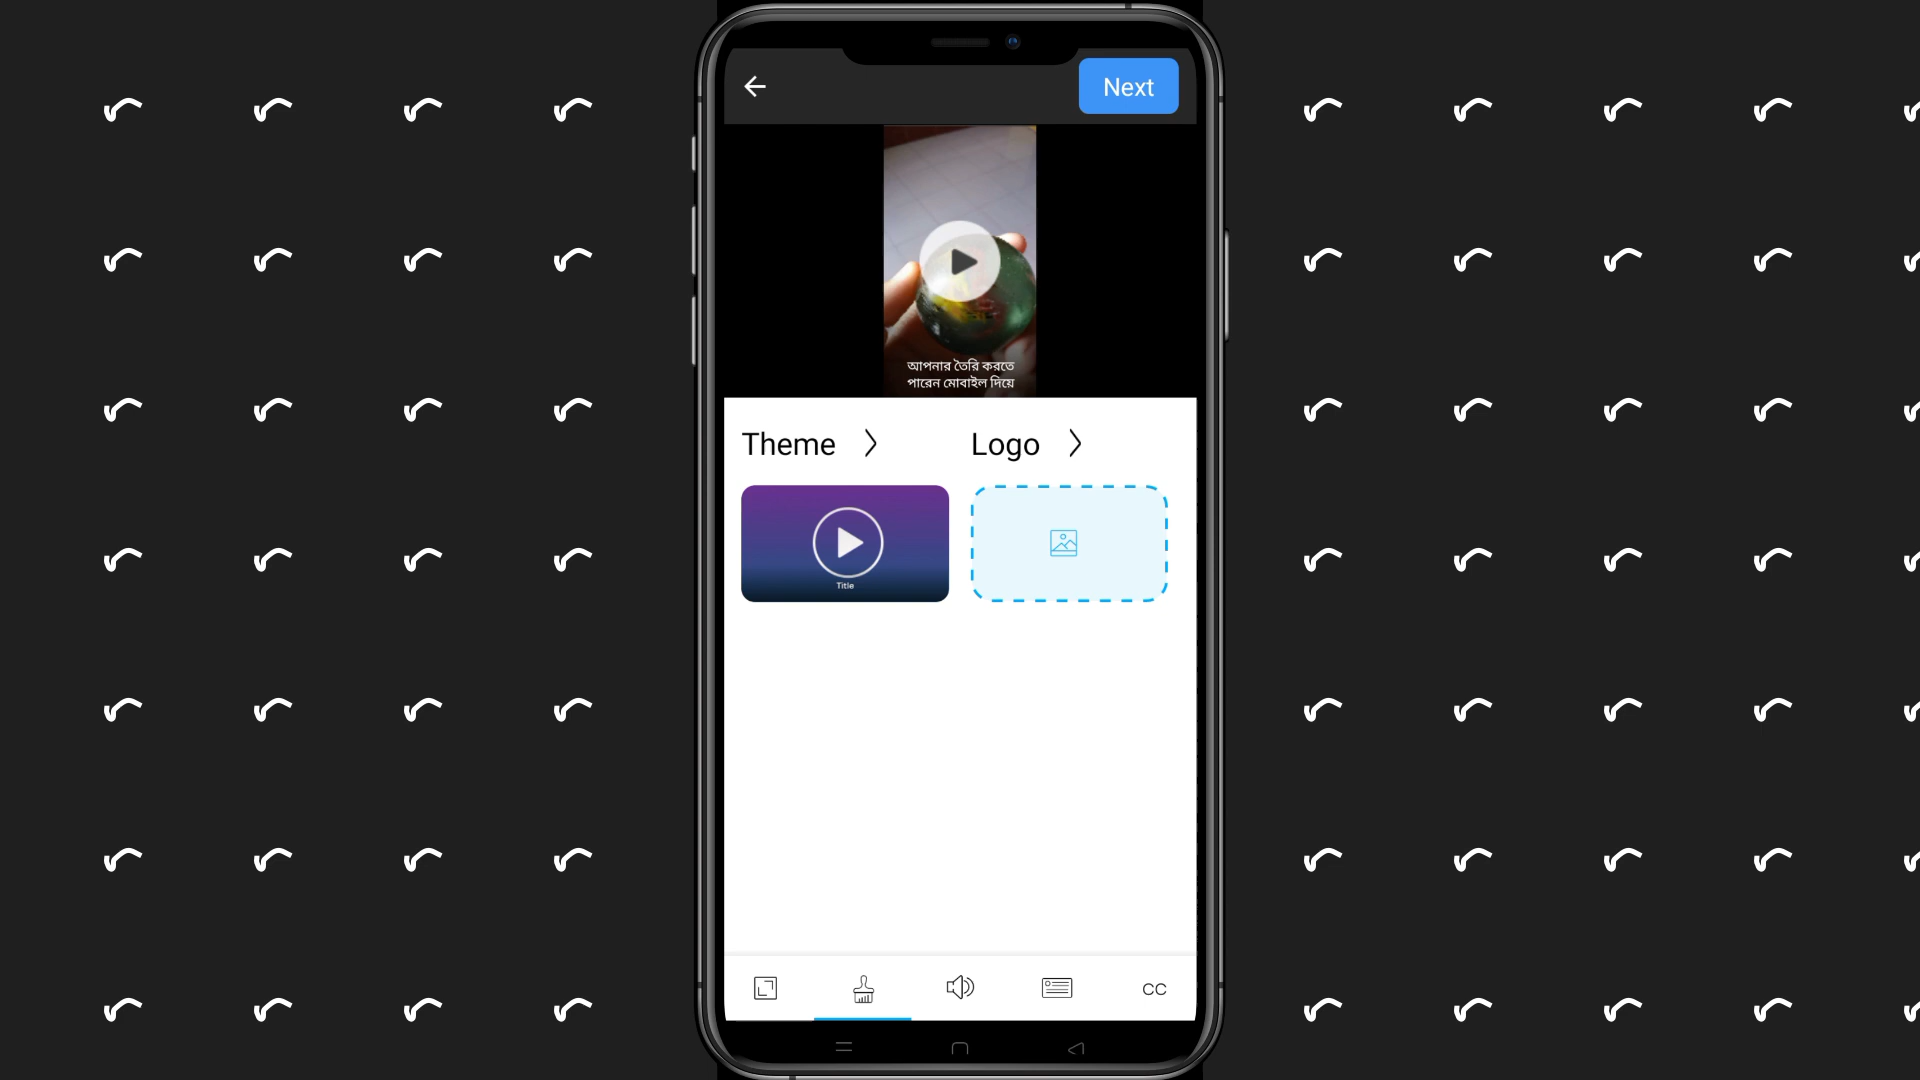 Next
আপনার তৈরি করতে
পারেন মোবাইল দিয়ে
Theme
Logo
Title
CC